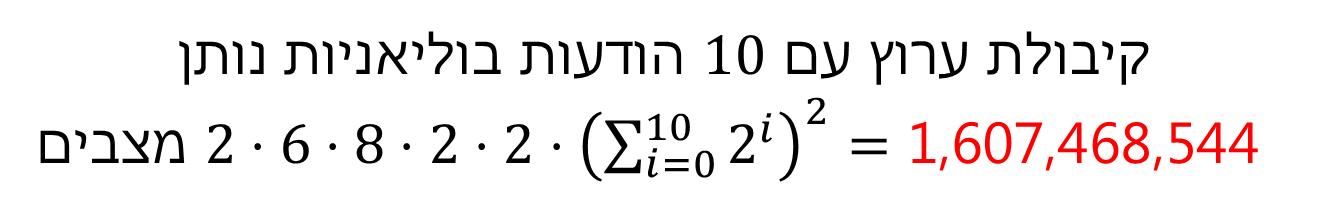 קיבולת ערוץ עם 10 הודעות בוליאניות נותן
2 · 6 · 8 · 2 · 2 · (∑_{i=0}^{10} 2^i)^2 = 1,607,468,544 מצבים